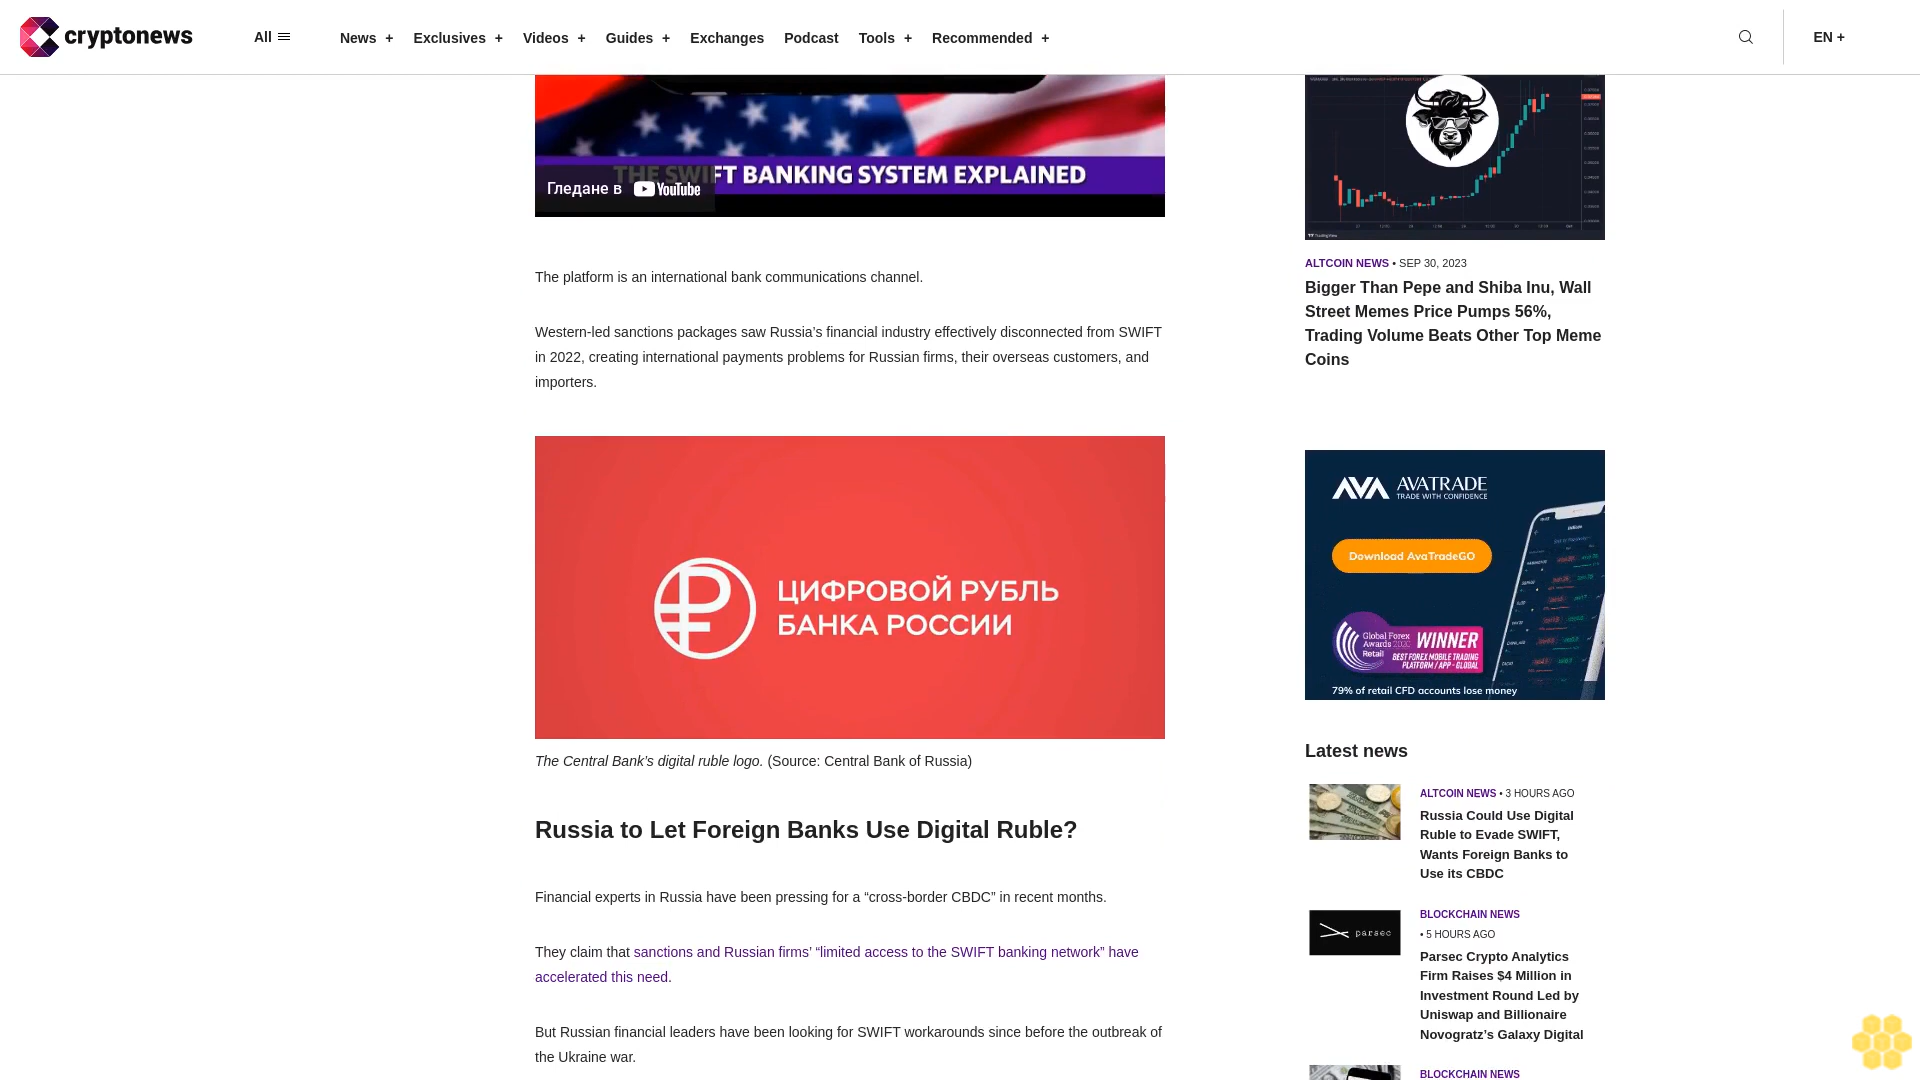 cryptonews
All
News +
Exclusives +
Videos +
Guides +
Exchanges
Podcast
Tools +
Recommended +
EN +
THE SWIFT BANKING SYSTEM EXPLAINED
Гледане в YouTube
The platform is an international bank communications channel.
Western-led sanctions packages saw Russia’s financial industry effectively disconnected from SWIFT
in 2022, creating international payments problems for Russian firms, their overseas customers, and
importers.
ЦИФРОВОЙ РУБЛЬ
БАНКА РОССИИ
The Central Bank’s digital ruble logo. (Source: Central Bank of Russia)
Russia to Let Foreign Banks Use Digital Ruble?
Financial experts in Russia have been pressing for a “cross-border CBDC” in recent months.
They claim that sanctions and Russian firms’ “limited access to the SWIFT banking network” have
accelerated this need.
But Russian financial leaders have been looking for SWIFT workarounds since before the outbreak of
the Ukraine war.
TradingView
ALTCOIN NEWS • SEP 30, 2023
Bigger Than Pepe and Shiba Inu, Wall
Street Memes Price Pumps 56%,
Trading Volume Beats Other Top Meme
Coins
AVA AVATRADE
TRADE WITH CONFIDENCE
Download AvaTradeGO
Global Forex
Awards 2020
Retail
WINNER
BEST FOREX MOBILE TRADING
PLATFORM / APP - GLOBAL
79% of retail CFD accounts lose money
Latest news
ALTCOIN NEWS • 3 HOURS AGO
Russia Could Use Digital
Ruble to Evade SWIFT,
Wants Foreign Banks to
Use its CBDC
parsec
BLOCKCHAIN NEWS
• 5 HOURS AGO
Parsec Crypto Analytics
Firm Raises $4 Million in
Investment Round Led by
Uniswap and Billionaire
Novogratz’s Galaxy Digital
BLOCKCHAIN NEWS